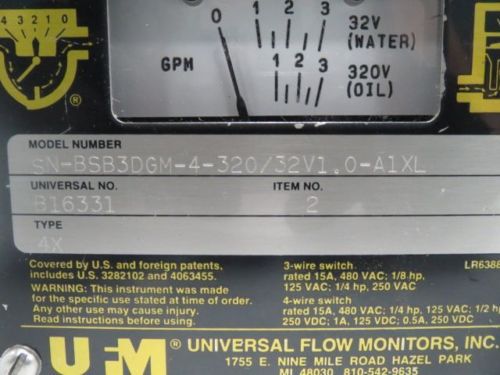 4 3 2 1 0
0 1 2 3 32V
(WATER)
GPM
1 2 3 320V
(OIL)
®
MODEL NUMBER
SN-BSB3DGM-4-320/32V1.0-A1XL
UNIVERSAL NO. ITEM NO.
B16331 2
TYPE
4X
Covered by U.S. and foreign patents,
includes U.S. 3282102 and 4063455.
WARNING: This instrument was made
for the specific use stated at time of order.
Any other use may cause injury.
Read instructions before using.
3-wire switch LR6388
rated 15A, 480 VAC; 1/8 hp,
125 VAC; 1/4 hp, 250 VAC
4-wire switch
rated 15A, 480 VAC; 1/4 hp, 125 VAC; 1/2 hp
250 VDC; 1A, 125 VDC; 0.5A, 250 VDC
UFM ® UNIVERSAL FLOW MONITORS, INC.
1755 E. NINE MILE ROAD HAZEL PARK
MI 48030 810-542-9635